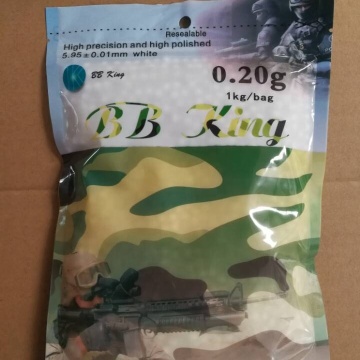 Resealable
High precision and high polished
5.95±0.01mm white
BB King
0.20g
1kg/bag
BB King